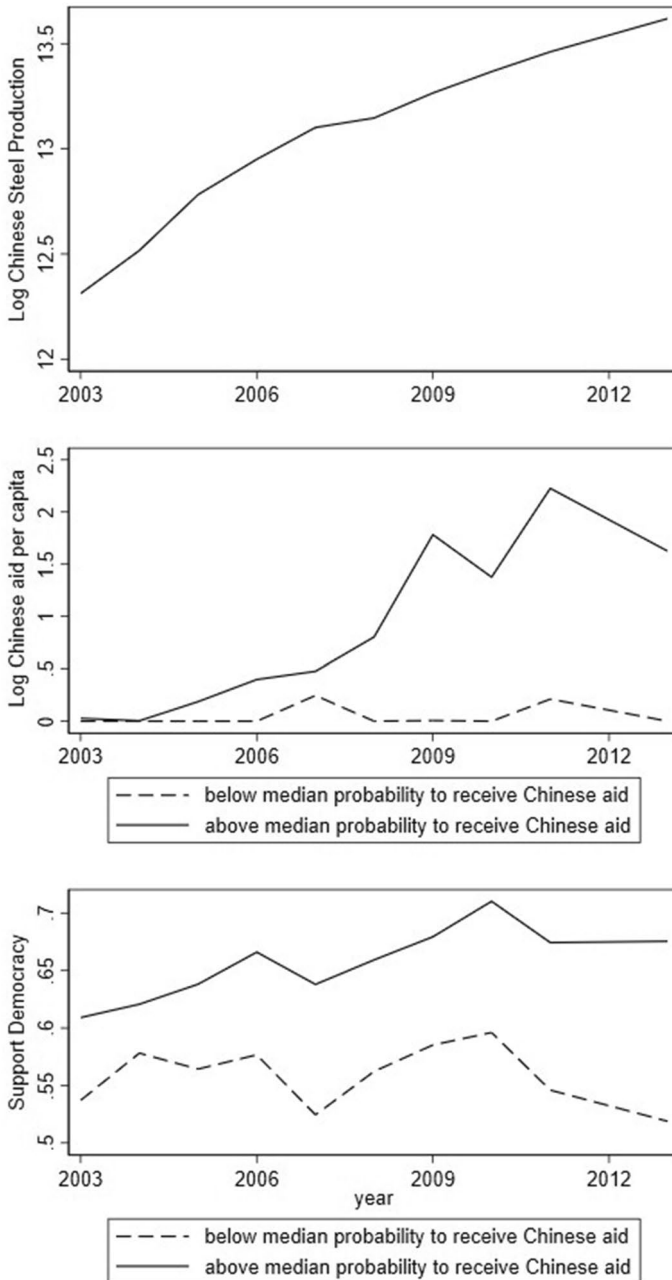 Log Chinese Steel Production
13.5
13
12.5
12
2003 2006 2009 2012
Log Chinese aid per capita
2.5
2
1.5
1
.5
0
2003 2006 2009 2012
below median probability to receive Chinese aid
above median probability to receive Chinese aid
Support Democracy
.7
.65
.6
.55
.5
2003 2006 2009 2012
year
below median probability to receive Chinese aid
above median probability to receive Chinese aid